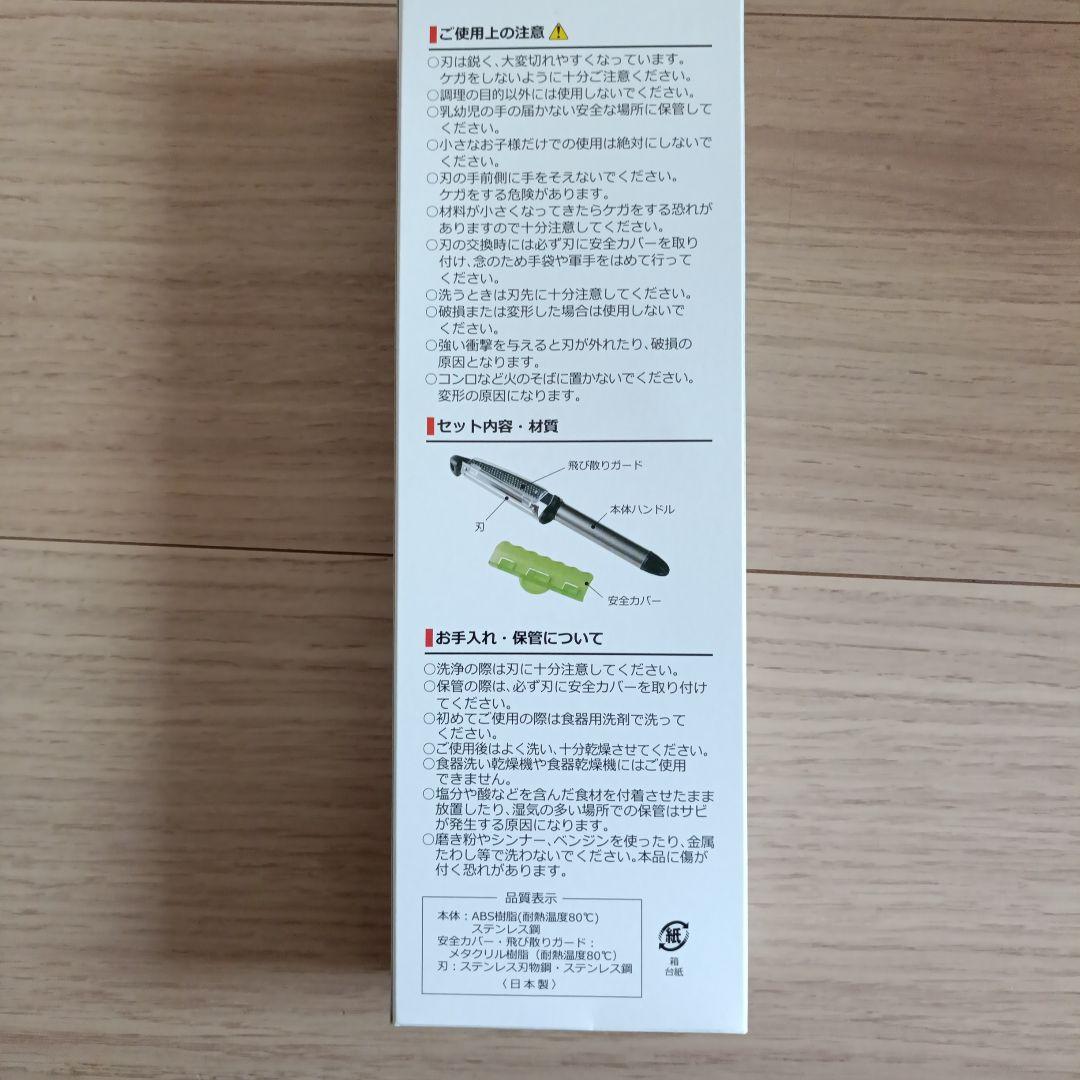 ご使用上の注意
○刃は鋭く、大変切れやすくなっています。
ケガをしないように十分ご注意ください。
○調理の目的以外には使用しないでください。
○乳幼児の手の届かない安全な場所に保管して
ください。
○小さなお子様だけでの使用は絶対にしないで
ください。
○刃の手前側に手をそえないでください。
ケガをする危険があります。
○材料が小さくなってきたらケガをする恐れが
ありますので十分注意してください。
○刃の交換時には必ず刃に安全カバーを取り
付け、念のため手袋や軍手をはめて行って
ください。
○洗うときは刃先に十分注意してください。
○破損または変形した場合は使用しないで
ください。
○強い衝撃を与えると刃が外れたり、破損の
原因となります。
○コンロなど火のそばに置かないでください。
変形の原因になります。
セット内容・材質
飛び散りガード
本体ハンドル
刃
安全カバー
お手入れ・保管について
○洗浄の際は刃に十分注意してください。
○保管の際は、必ず刃に安全カバーを取り付け
てください。
○初めてご使用の際は食器用洗剤で洗って
ください。
○ご使用後はよく洗い、十分乾燥させてください。
○食器洗い乾燥機や食器乾燥機にはご使用
できません。
○塩分や酸などを含んだ食材を付着させたまま
放置したり、湿気の多い場所での保管はサビ
が発生する原因になります。
○磨き粉やシンナー、ベンジンを使ったり、金属
たわし等で洗わないでください。本品に傷が
付く恐れがあります。
品質表示
本体：ABS樹脂(耐熱温度80℃)
ステンレス鋼
安全カバー・飛び散りガード：
メタクリル樹脂（耐熱温度80℃）
刃：ステンレス刃物鋼・ステンレス鋼
〈日本製〉
紙
箱
台紙